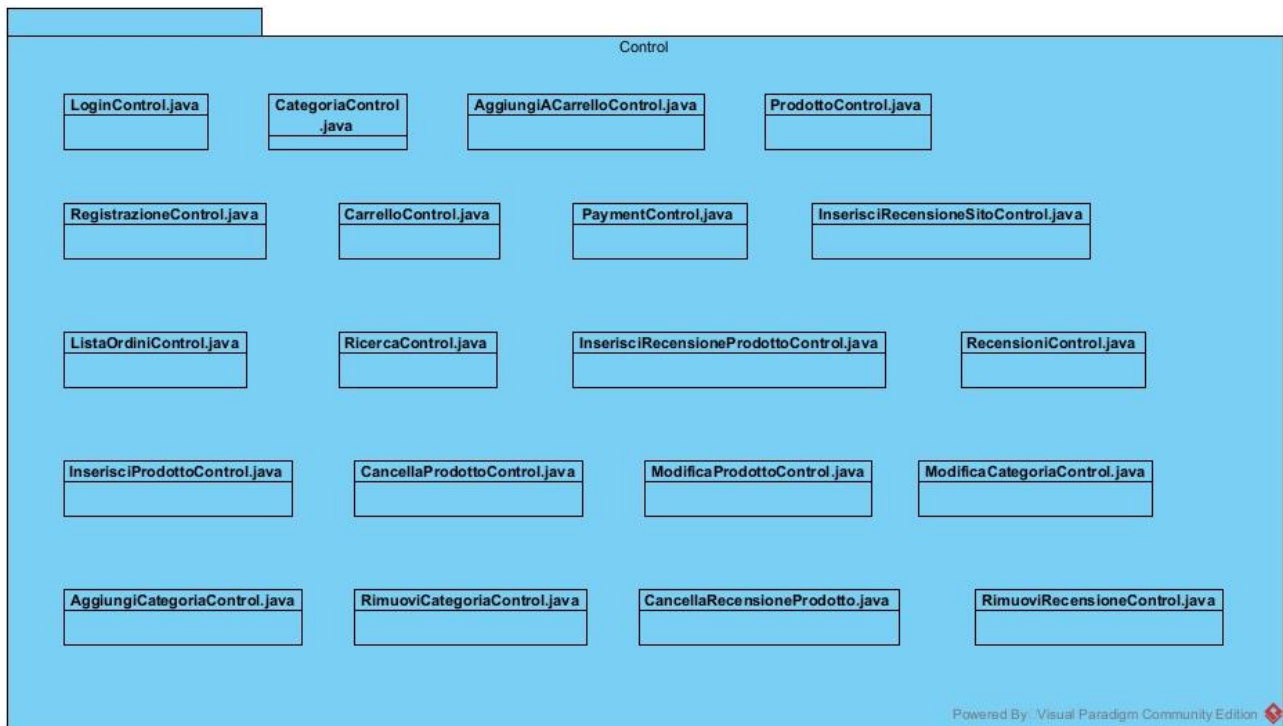 Control
LoginControl.java
CategoriaControl
.java
AggiungiACarrelloControl.java
ProdottoControl.java
RegistrazioneControl.java
CarrelloControl.java
PaymentControl,java
InserisciRecensioneSitoControl.java
ListaOrdiniControl.java
RicercaControl.java
InserisciRecensioneProdottoControl.java
RecensioniControl.java
InserisciProdottoControl.java
CancellaProdottoControl.java
ModificaProdottoControl.java
ModificaCategoriaControl.java
AggiungiCategoriaControl.java
RimuoviCategoriaControl.java
CancellaRecensioneProdotto.java
RimuoviRecensioneControl.java
Powered By Visual Paradigm Community Edition